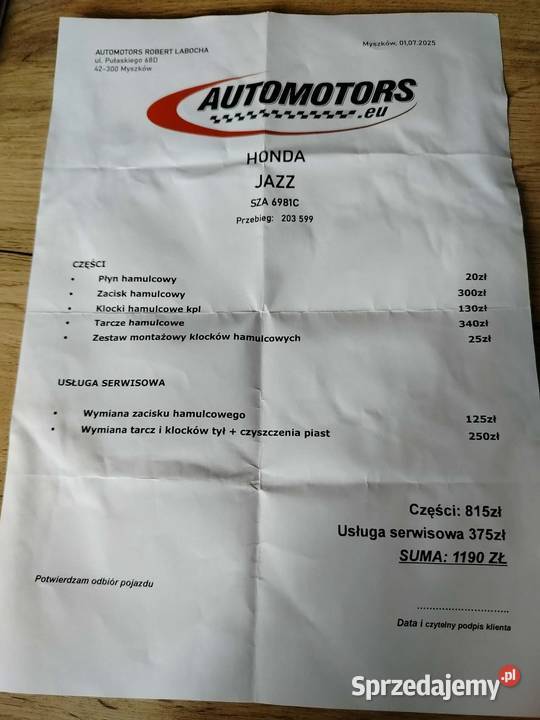 AUTOMOTORS ROBERT LABOCHA
ul. Pułaskiego 68D
42-300 Myszków
Myszków, 01.07.2025
AUTOMOTORS
.eu
HONDA
JAZZ
SZA 6981C
Przebieg: 203 599
CZĘŚCI
• Płyn hamulcowy 20zł
• Zacisk hamulcowy 300zł
• Klocki hamulcowe kpl 130zł
• Tarcze hamulcowe 340zł
• Zestaw montażowy klocków hamulcowych 25zł
USŁUGA SERWISOWA
• Wymiana zacisku hamulcowego 125zł
• Wymiana tarcz i klocków tył + czyszczenia piast 250zł
Części: 815zł
Usługa serwisowa 375zł
SUMA: 1190 ZŁ
Potwierdzam odbiór pojazdu
..............................
Data i czytelny podpis klienta
Sprzedajemy.pl